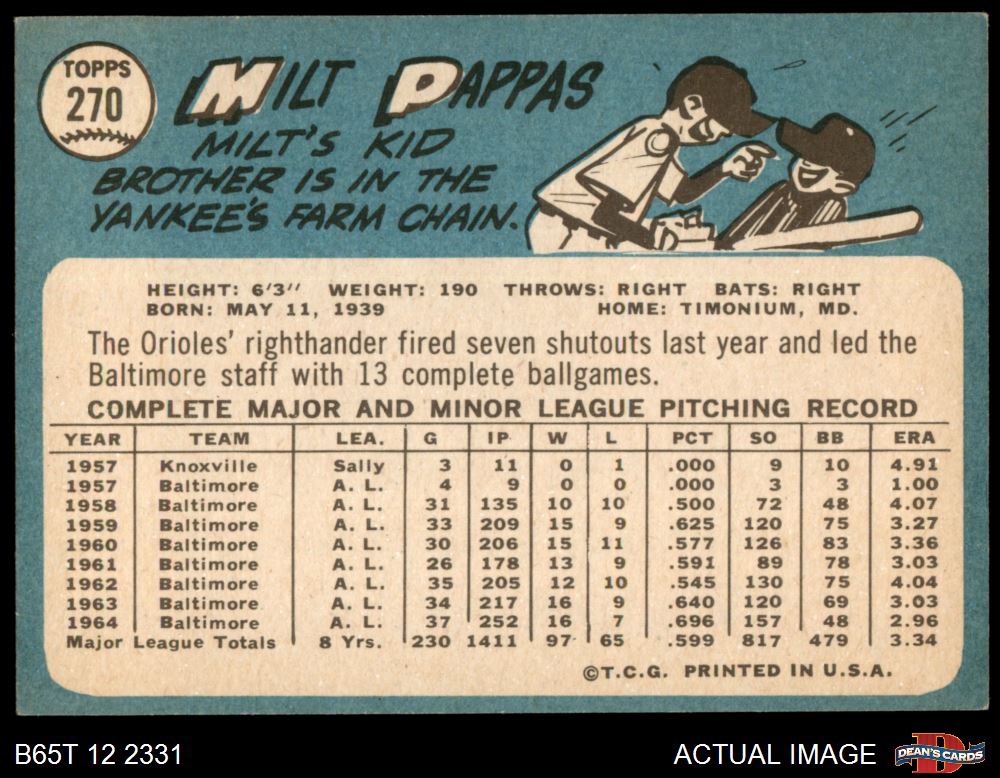 TOPPS
270
MILT PAPPAS
MILT'S KID
BROTHER IS IN THE
YANKEE'S FARM CHAIN.
HEIGHT: 6'3" WEIGHT: 190 THROWS: RIGHT BATS: RIGHT
BORN: MAY 11, 1939 HOME: TIMONIUM, MD.
The Orioles' righthander fired seven shutouts last year and led the
Baltimore staff with 13 complete ballgames.
COMPLETE MAJOR AND MINOR LEAGUE PITCHING RECORD
YEAR TEAM LEA. G IP W L PCT SO BB ERA
1957 Knoxville Sally 3 11 0 1 .000 9 10 4.91
1957 Baltimore A. L. 4 9 0 0 .000 3 3 1.00
1958 Baltimore A. L. 31 135 10 10 .500 72 48 4.07
1959 Baltimore A. L. 33 209 15 9 .625 120 75 3.27
1960 Baltimore A. L. 30 206 15 11 .577 126 83 3.36
1961 Baltimore A. L. 26 178 13 9 .591 89 78 3.03
1962 Baltimore A. L. 35 205 12 10 .545 130 75 4.04
1963 Baltimore A. L. 34 217 16 9 .640 120 69 3.03
1964 Baltimore A. L. 37 252 16 7 .696 157 48 2.96
Major League Totals 8 Yrs. 230 1411 97 65 .599 817 479 3.34
©T.C.G. PRINTED IN U.S.A.
B65T 12 2331 ACTUAL IMAGE DEAN'S CARDS